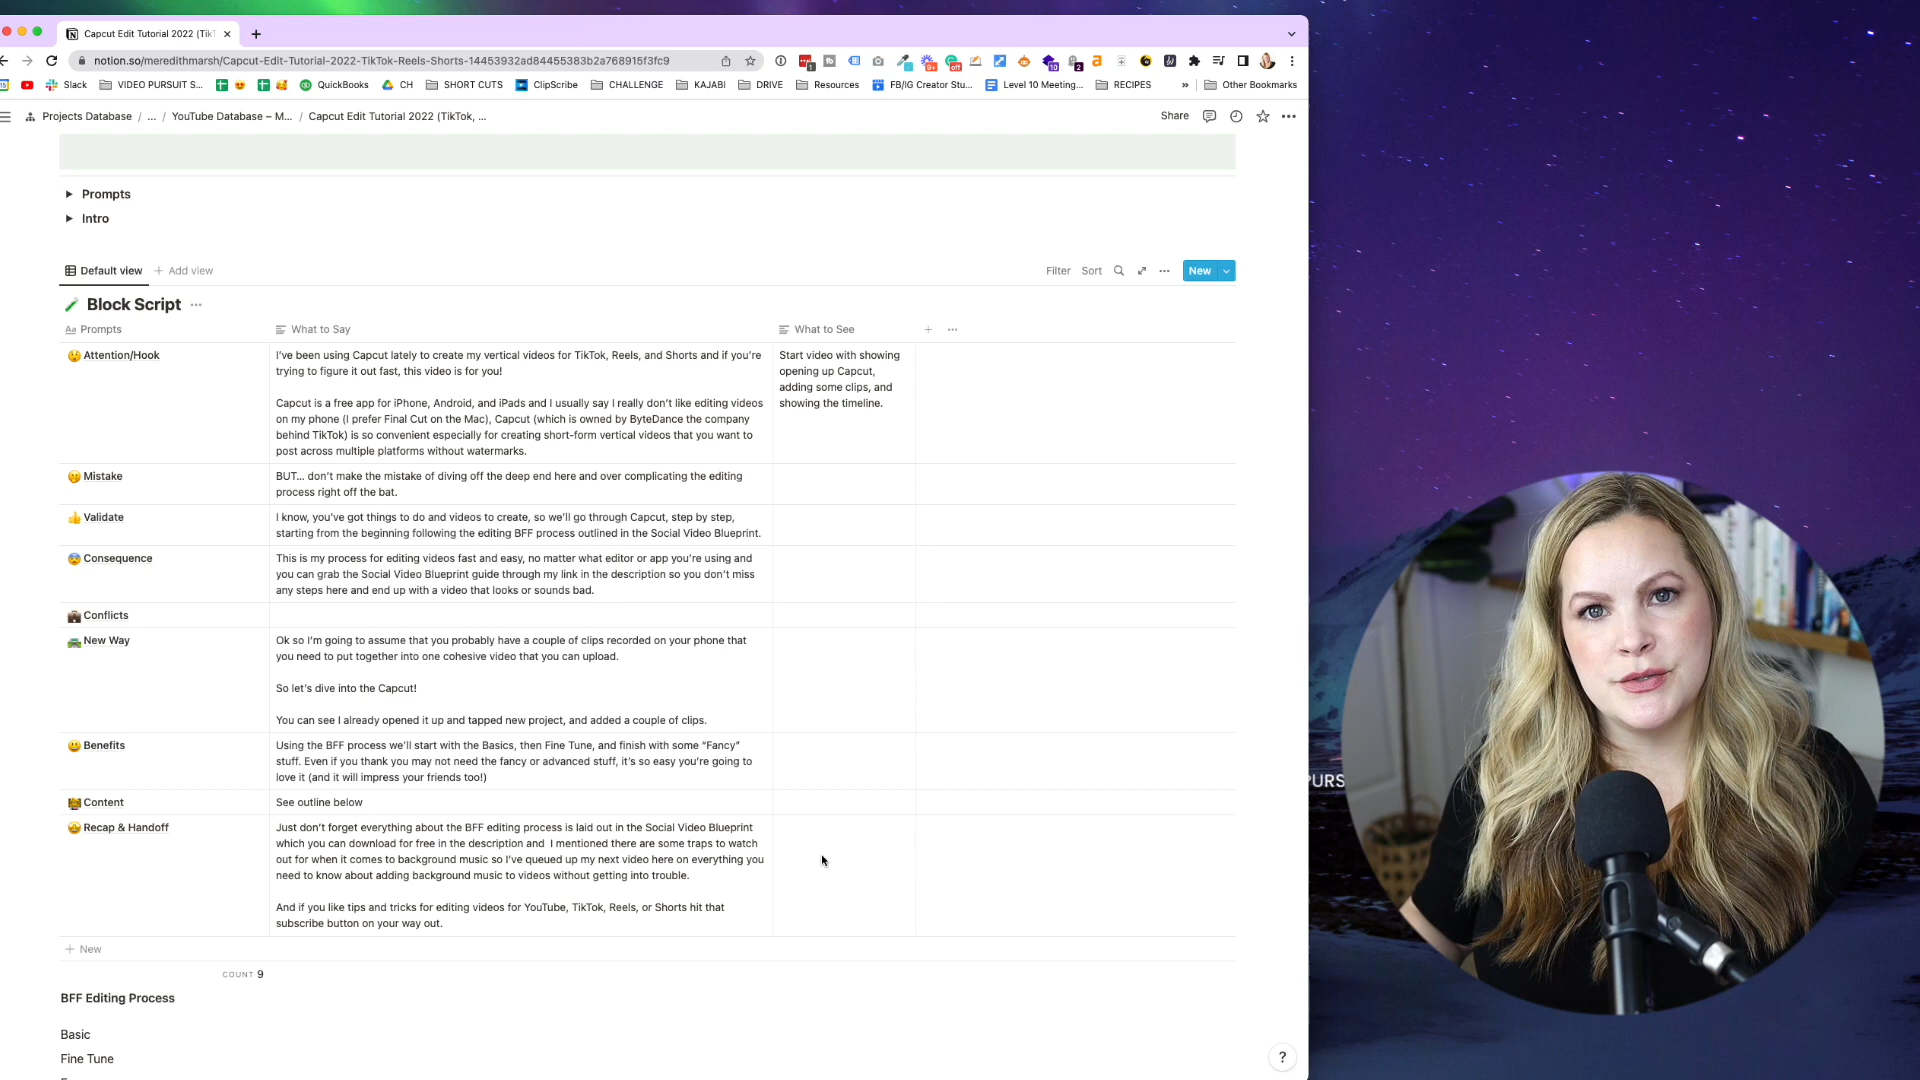 Capcut Edit Tutorial 2022 (TikT
notion.so/meredithmarsh/Capcut-Edit-Tutorial-2022-TikTok-Reels-Shorts-14453932ad84455383b2a768915f3fc9
Slack VIDEO PURSUIT S... QuickBooks CH SHORT CUTS ClipScribe CHALLENGE KAJABI DRIVE Resources FB/IG Creator Stu... Level 10 Meeting... RECIPES » Other Bookmarks
Projects Database / ... / YouTube Database – M... / Capcut Edit Tutorial 2022 (TikTok, ... Share
Prompts
Intro
Default view + Add view Filter Sort New
Block Script
Aa Prompts What to Say What to See
Attention/Hook
I've been using Capcut lately to create my vertical videos for TikTok, Reels, and Shorts and if you're
trying to figure it out fast, this video is for you!
Capcut is a free app for iPhone, Android, and iPads and I usually say I really don't like editing videos
on my phone (I prefer Final Cut on the Mac), Capcut (which is owned by ByteDance the company
behind TikTok) is so convenient especially for creating short-form vertical videos that you want to
post across multiple platforms without watermarks.
Start video with showing
opening up Capcut,
adding some clips, and
showing the timeline.
Mistake
BUT... don't make the mistake of diving off the deep end here and over complicating the editing
process right off the bat.
Validate
I know, you've got things to do and videos to create, so we'll go through Capcut, step by step,
starting from the beginning following the editing BFF process outlined in the Social Video Blueprint.
Consequence
This is my process for editing videos fast and easy, no matter what editor or app you're using and
you can grab the Social Video Blueprint guide through my link in the description so you don't miss
any steps here and end up with a video that looks or sounds bad.
Conflicts
New Way
Ok so I'm going to assume that you probably have a couple of clips recorded on your phone that
you need to put together into one cohesive video that you can upload.
So let's dive into the Capcut!
You can see I already opened it up and tapped new project, and added a couple of clips.
Benefits
Using the BFF process we'll start with the Basics, then Fine Tune, and finish with some "Fancy"
stuff. Even if you thank you may not need the fancy or advanced stuff, it's so easy you're going to
love it (and it will impress your friends too!)
Content
See outline below
Recap & Handoff
Just don't forget everything about the BFF editing process is laid out in the Social Video Blueprint
which you can download for free in the description and I mentioned there are some traps to watch
out for when it comes to background music so I've queued up my next video here on everything you
need to know about adding background music to videos without getting into trouble.
And if you like tips and tricks for editing videos for YouTube, TikTok, Reels, or Shorts hit that
subscribe button on your way out.
+ New
COUNT 9
BFF Editing Process
Basic
Fine Tune
?
PURS